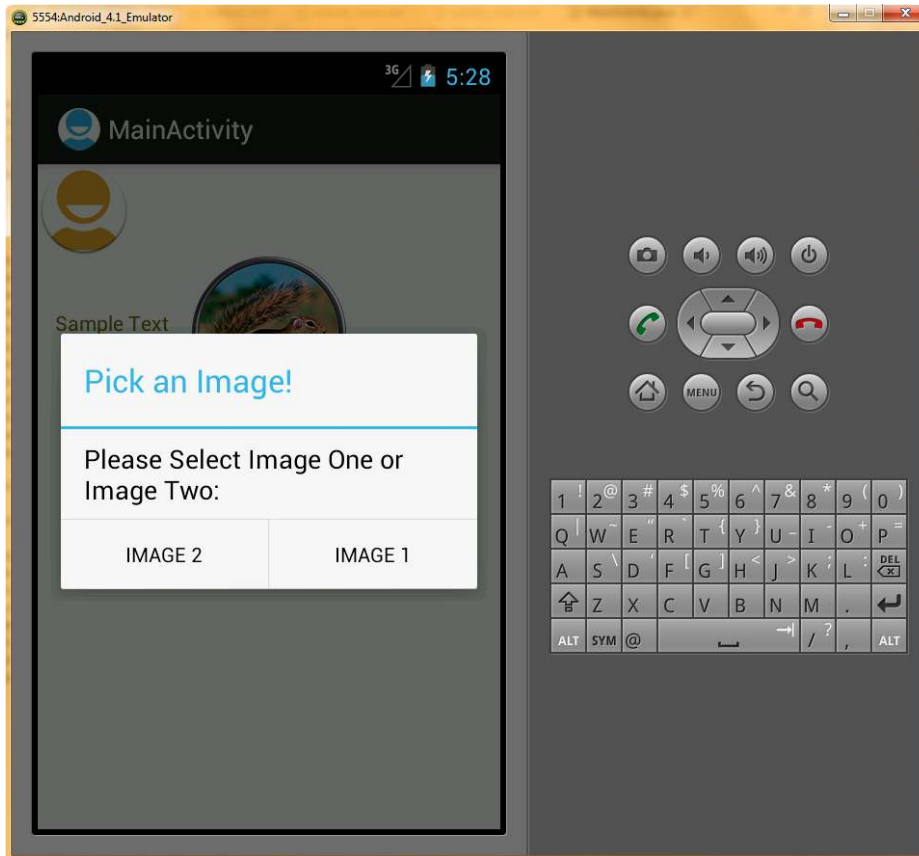 5554:Android_4.1_Emulator
3G 5:28
MainActivity
Sample Text
Pick an Image!
Please Select Image One or
Image Two:
IMAGE 2 IMAGE 1
MENU
1 ! 2 @ 3 # 4 $ 5 % 6 ^ 7 & 8 * 9 ( 0 )
Q | W ~ E “ R ` T { Y } U - I - O + P =
A S \ D ‘ F [ G ] H < J > K ; L : DEL
Z X C V B N M .
ALT SYM @ / ? , ALT